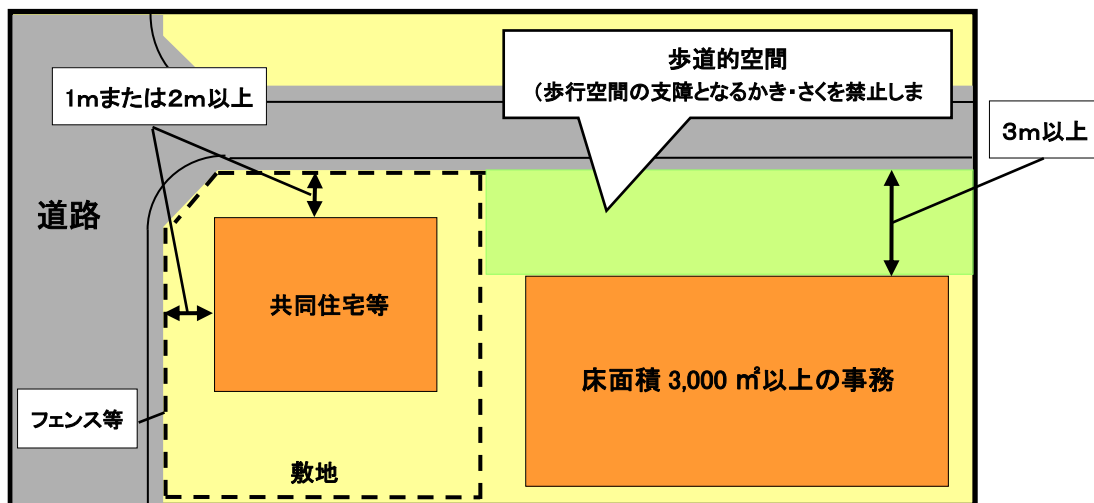 歩道的空間
（歩行空間の支障となるかき・さくを禁止しま
1mまたは2m以上
3m以上
道路
共同住宅等
床面積 3,000 ㎡以上の事務
フェンス等
敷地